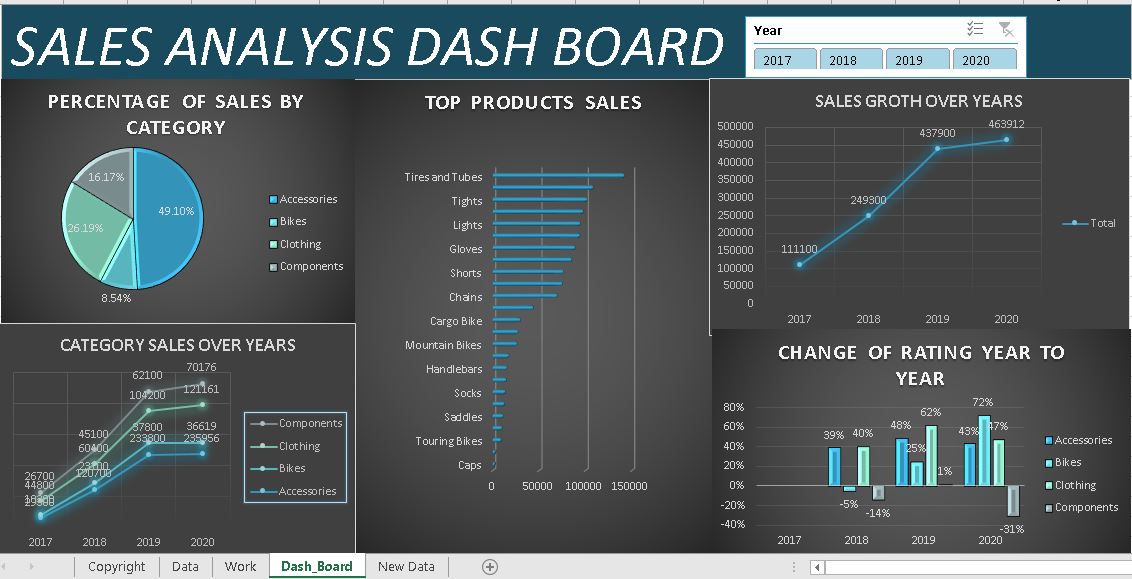 SALES ANALYSIS DASH BOARD
Year
2017 2018 2019 2020
PERCENTAGE OF SALES BY
CATEGORY
16.17%
49.10%
26.19%
8.54%
Accessories
Bikes
Clothing
Components
TOP PRODUCTS SALES
Tires and Tubes
Tights
Lights
Gloves
Shorts
Chains
Cargo Bike
Mountain Bikes
Handlebars
Socks
Saddles
Touring Bikes
Caps
0 50000 100000 150000
SALES GROTH OVER YEARS
500000
450000
400000
350000
300000
250000
200000
150000
100000
50000
0
111100
249300
437900
463912
2017 2018 2019 2020
Total
CATEGORY SALES OVER YEARS
70176
62100
121161
104200
37800 36619
233800 235956
45100
60400
120700
26700
44800
2017 2018 2019 2020
Components
Clothing
Bikes
Accessories
CHANGE OF RATING YEAR TO
YEAR
80%
60%
40%
20%
0%
-20%
-40%
39% -5% 40% -14%
48% 25% 62% 1%
43% 72% 47% -31%
2017 2018 2019 2020
Accessories
Bikes
Clothing
Components
Copyright Data Work Dash_Board New Data